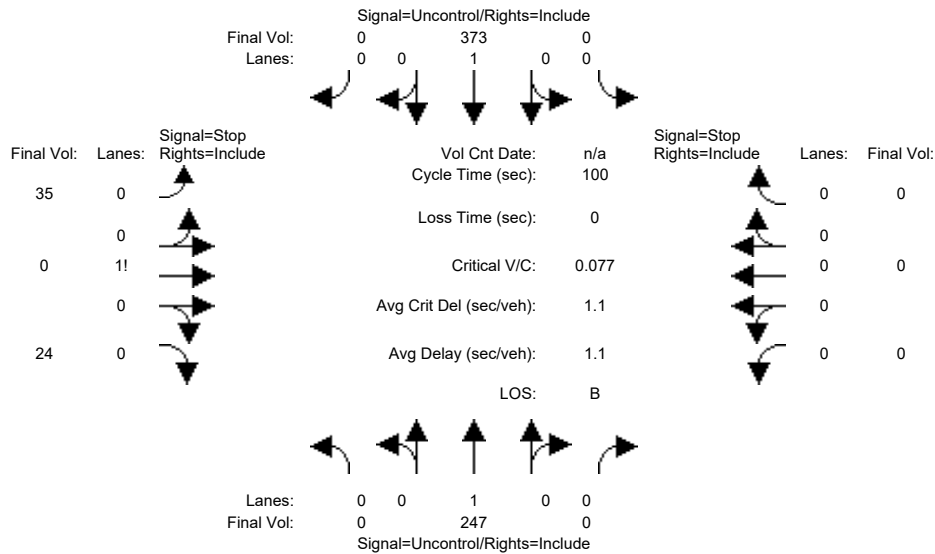 Signal=Uncontrol/Rights=Include
Final Vol: 0 373 0
Lanes: 0 0 1 0 0
Signal=Stop Signal=Stop
Final Vol: Lanes: Rights=Include Vol Cnt Date: n/a Rights=Include Lanes: Final Vol:
Cycle Time (sec): 100
35 0 0 0
Loss Time (sec): 0
0 0
0 1! Critical V/C: 0.077 0 0
0 Avg Crit Del (sec/veh): 1.1 0
24 0 Avg Delay (sec/veh): 1.1 0 0
LOS: B
Lanes: 0 0 1 0 0
Final Vol: 0 247 0
Signal=Uncontrol/Rights=Include